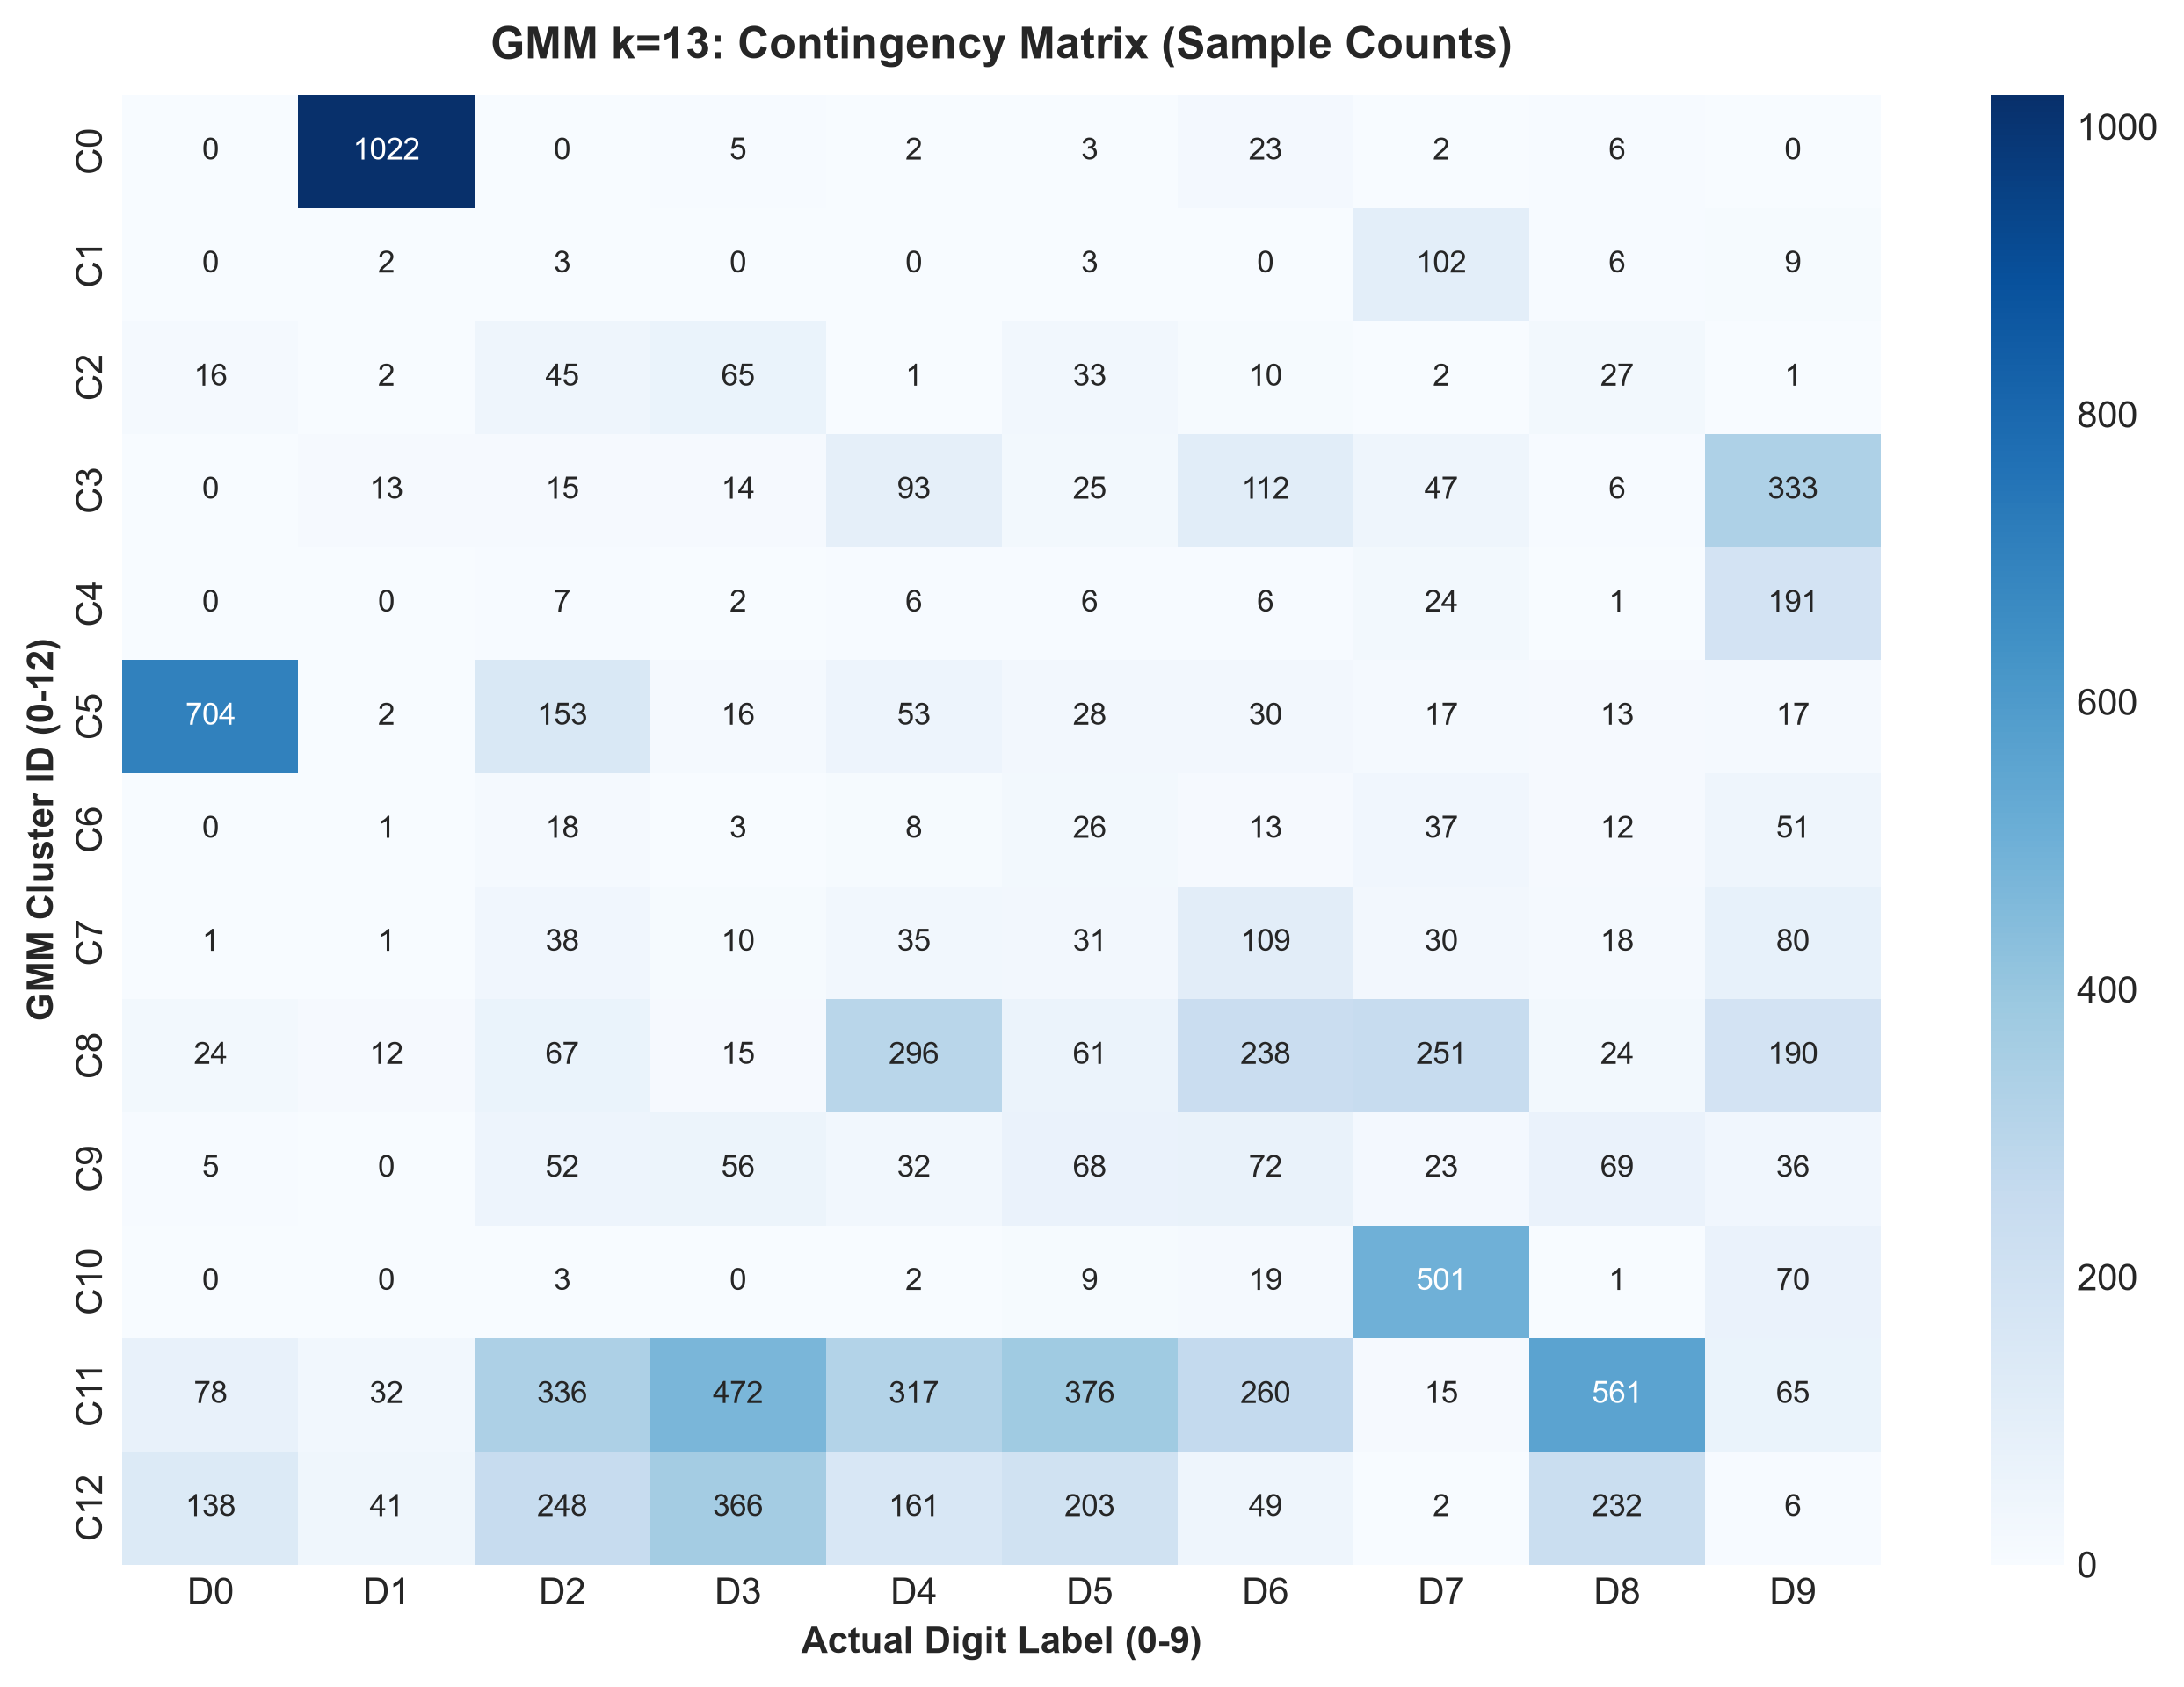 GMM k=13: Contingency Matrix (Sample Counts)
GMM Cluster ID (0-12)
C0 0 1022 0 5 2 3 23 2 6 0
C1 0 2 3 0 0 3 0 102 6 9
C2 16 2 45 65 1 33 10 2 27 1
C3 0 13 15 14 93 25 112 47 6 333
C4 0 0 7 2 6 6 6 24 1 191
C5 704 2 153 16 53 28 30 17 13 17
C6 0 1 18 3 8 26 13 37 12 51
C7 1 1 38 10 35 31 109 30 18 80
C8 24 12 67 15 296 61 238 251 24 190
C9 5 0 52 56 32 68 72 23 69 36
C10 0 0 3 0 2 9 19 501 1 70
C11 78 32 336 472 317 376 260 15 561 65
C12 138 41 248 366 161 203 49 2 232 6
D0 D1 D2 D3 D4 D5 D6 D7 D8 D9
Actual Digit Label (0-9)
1000
800
600
400
200
0